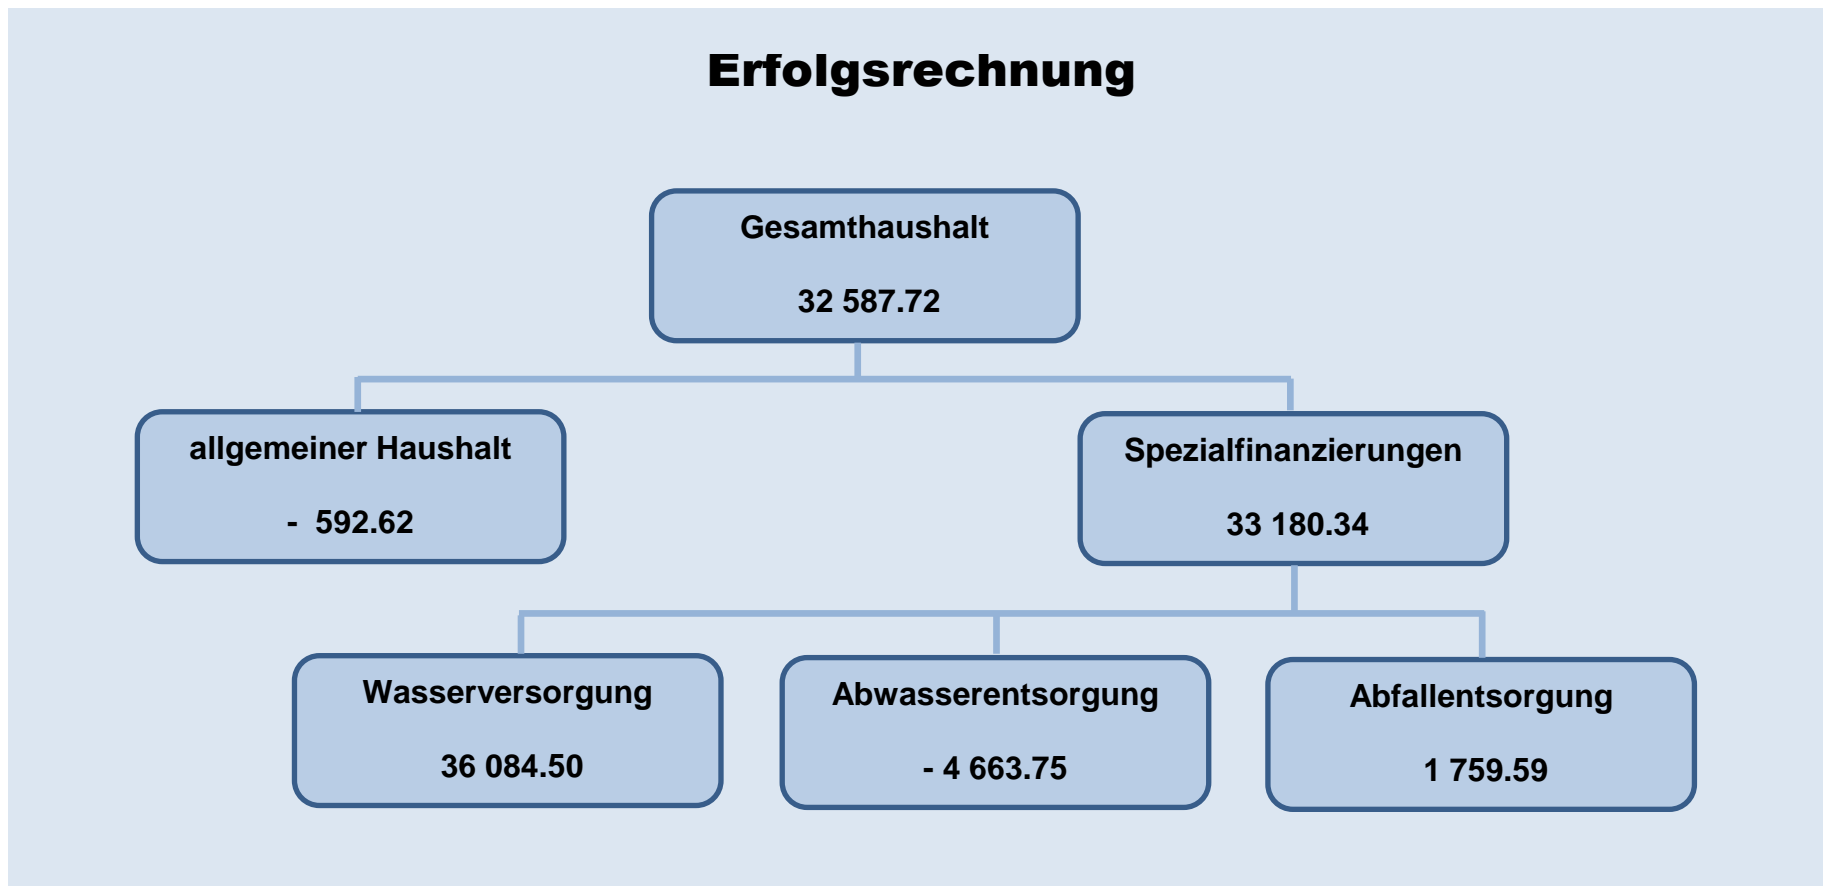 Erfolgsrechnung
Gesamthaushalt
32 587.72
allgemeiner Haushalt
-  592.62
Spezialfinanzierungen
33 180.34
Wasserversorgung
36 084.50
Abwasserentsorgung
- 4 663.75
Abfallentsorgung
1 759.59